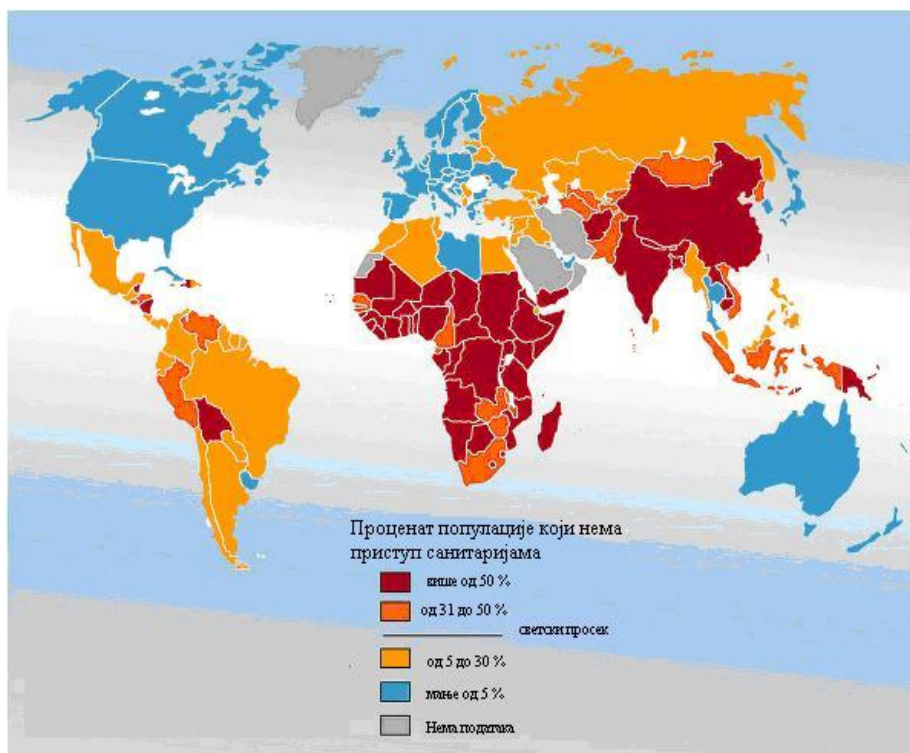 Проценат популације који нема
приступ санитаријама
више од 50 %
од 31 до 50 %
светски просек
од 5 до 30 %
мање од 5 %
Нема података